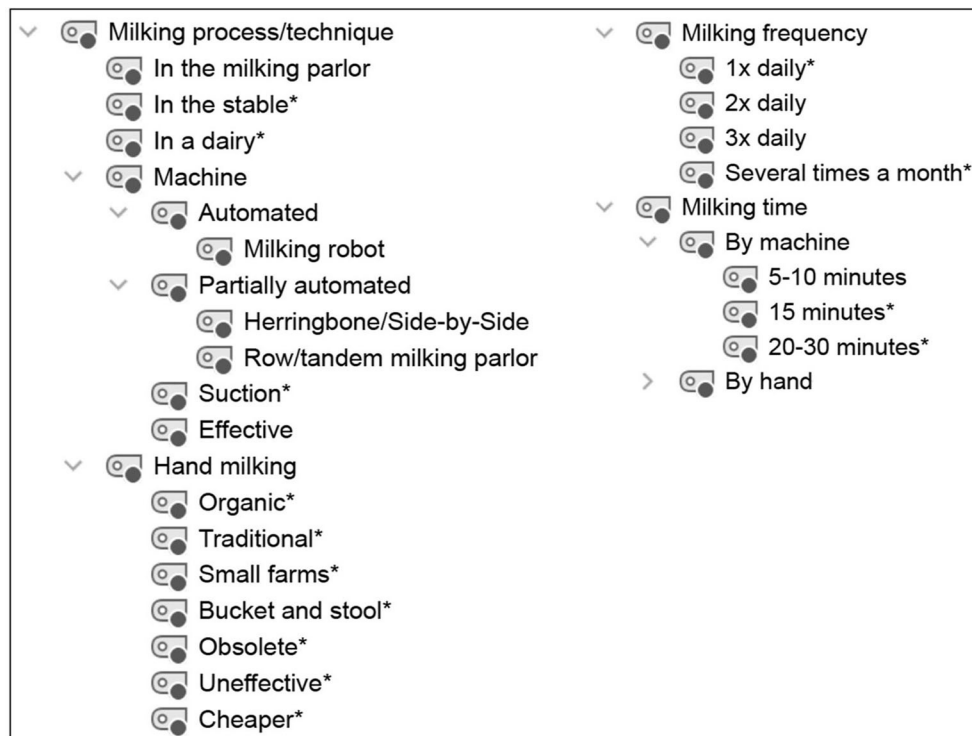 Milking process/technique
In the milking parlor
In the stable*
In a dairy*
Machine
Automated
Milking robot
Partially automated
Herringbone/Side-by-Side
Row/tandem milking parlor
Suction*
Effective
Hand milking
Organic*
Traditional*
Small farms*
Bucket and stool*
Obsolete*
Uneffective*
Cheaper*
Milking frequency
1x daily*
2x daily
3x daily
Several times a month*
Milking time
By machine
5-10 minutes
15 minutes*
20-30 minutes*
By hand